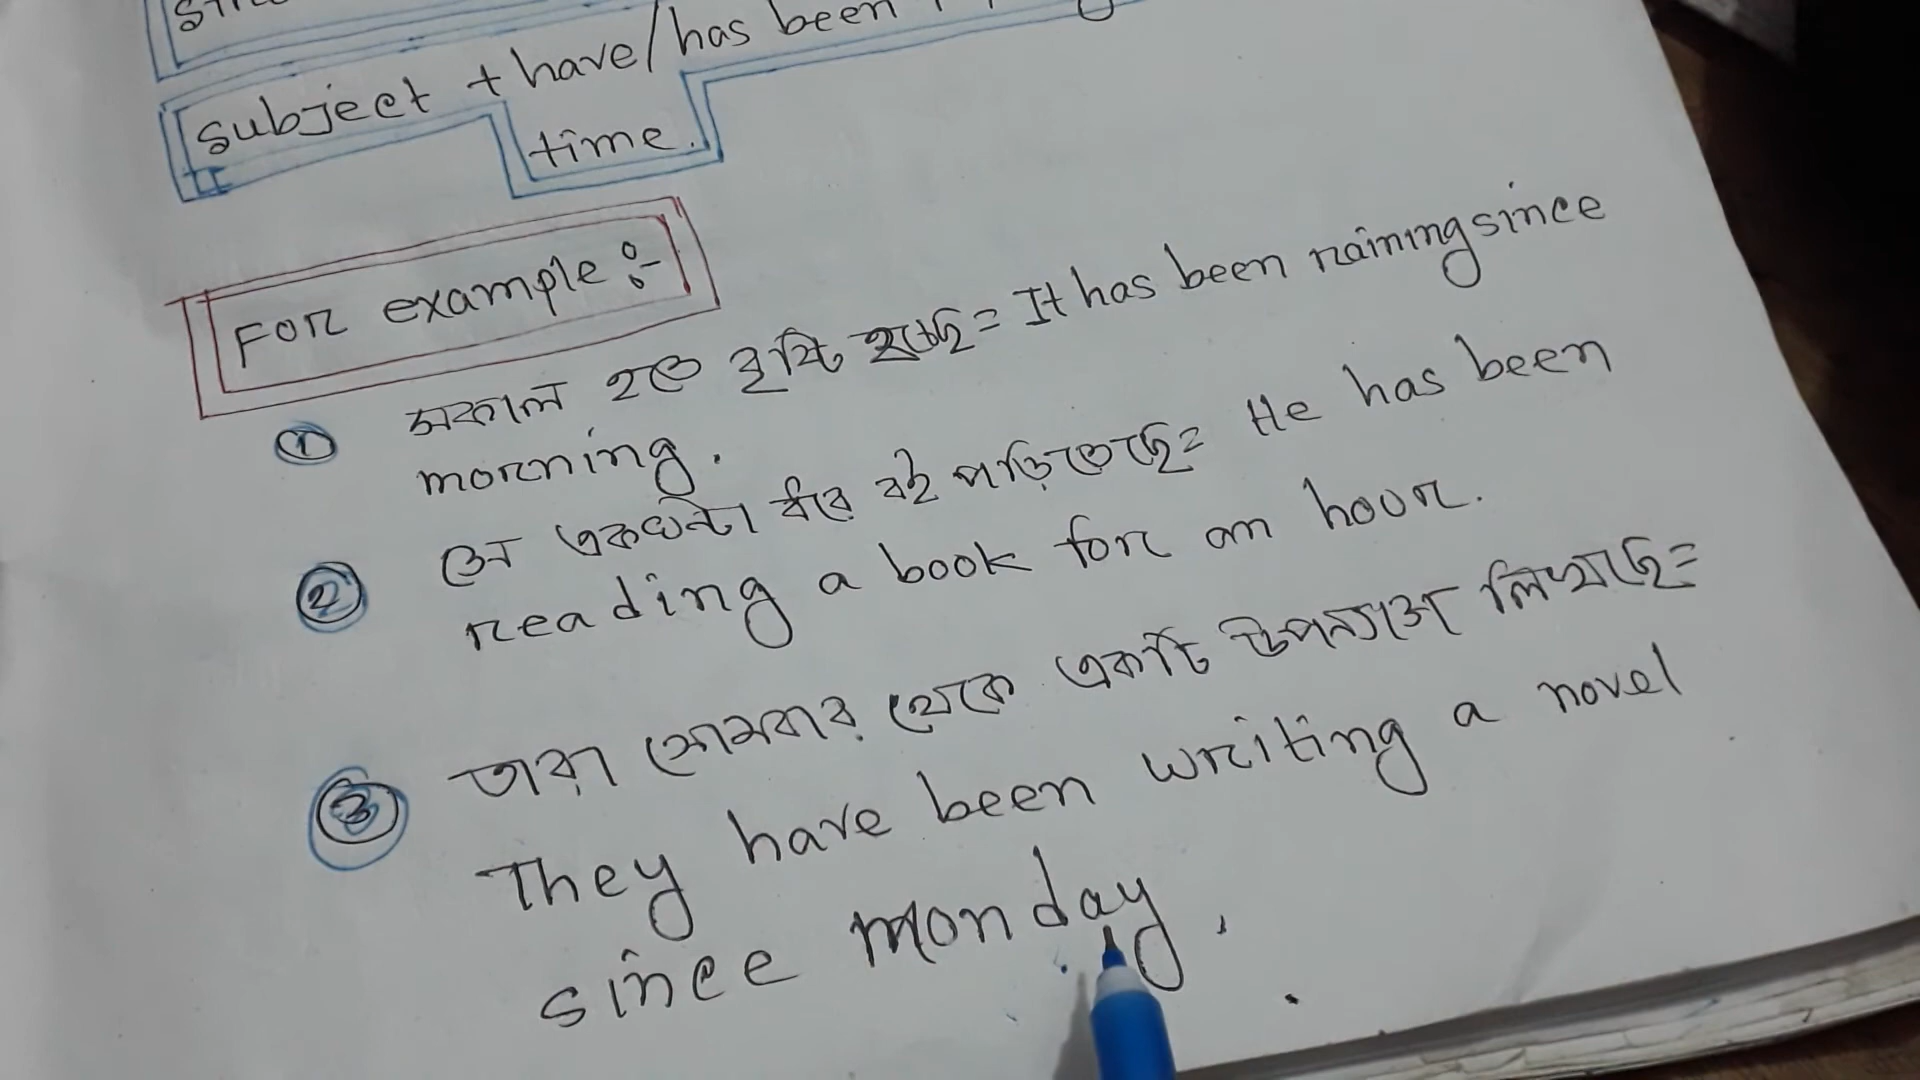 subject + have/has been
time.
For example :-
① সকাল হতে বৃষ্টি হচ্ছে = It has been raining since
morning.
② সে একঘন্টা ধরে বই পড়িতেছে = He has been
reading a book for an hour.
③ তারা সোমবার থেকে একটি উপন্যাস লিখছে =
They have been writing a novel
since monday.